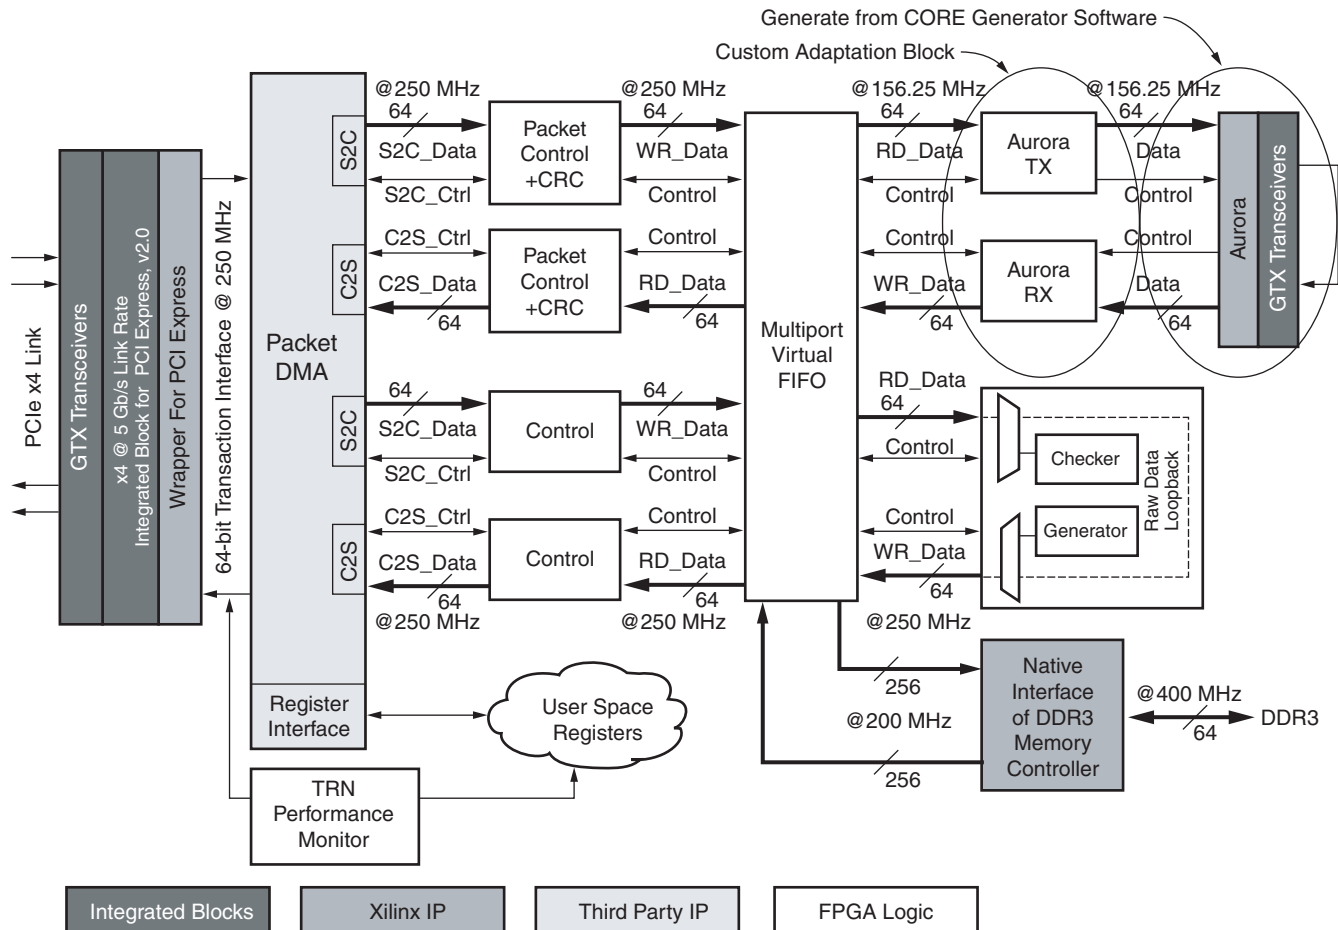 Generate from CORE Generator Software
Custom Adaptation Block
@250 MHz
64
S2C_Data
S2C_Ctrl
Packet
Control
+CRC
@250 MHz
64
WR_Data
Control
@156.25 MHz
64
RD_Data
Control
Aurora
TX
@156.25 MHz
64
Data
Control
S2C
C2S
C2S_Ctrl
C2S_Data
64
Packet
Control
+CRC
Control
RD_Data
64
Control
WR_Data
64
Aurora
RX
Control
Data
64
Aurora
GTX Transceivers
PCIe x4 Link
GTX Transceivers
x4 @ 5 Gb/s Link Rate
Integrated Block for PCI Express, v2.0
Wrapper For PCI Express
64-bit Transaction Interface @ 250 MHz
Packet
DMA
Multiport
Virtual
FIFO
S2C
64
S2C_Data
S2C_Ctrl
Control
64
WR_Data
Control
RD_Data
64
Control
Checker
Generator
Raw Data
Loopback
C2S
C2S_Ctrl
C2S_Data
64
@250 MHz
Control
Control
RD_Data
64
@250 MHz
Control
WR_Data
64
@250 MHz
Register
Interface
User Space
Registers
TRN
Performance
Monitor
256
@200 MHz
256
Native
Interface
of DDR3
Memory
Controller
@400 MHz
64
DDR3
Integrated Blocks
Xilinx IP
Third Party IP
FPGA Logic